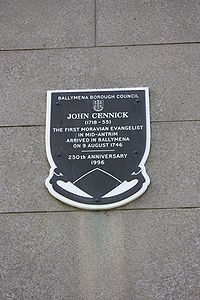 BALLYMENA BOROUGH COUNCIL
JOHN CENNICK
(1718-55)
THE FIRST MORAVIAN EVANGELIST
IN MID-ANTRIM
ARRIVED IN BALLYMENA
ON 9 AUGUST 1746
250th ANNIVERSARY
1996